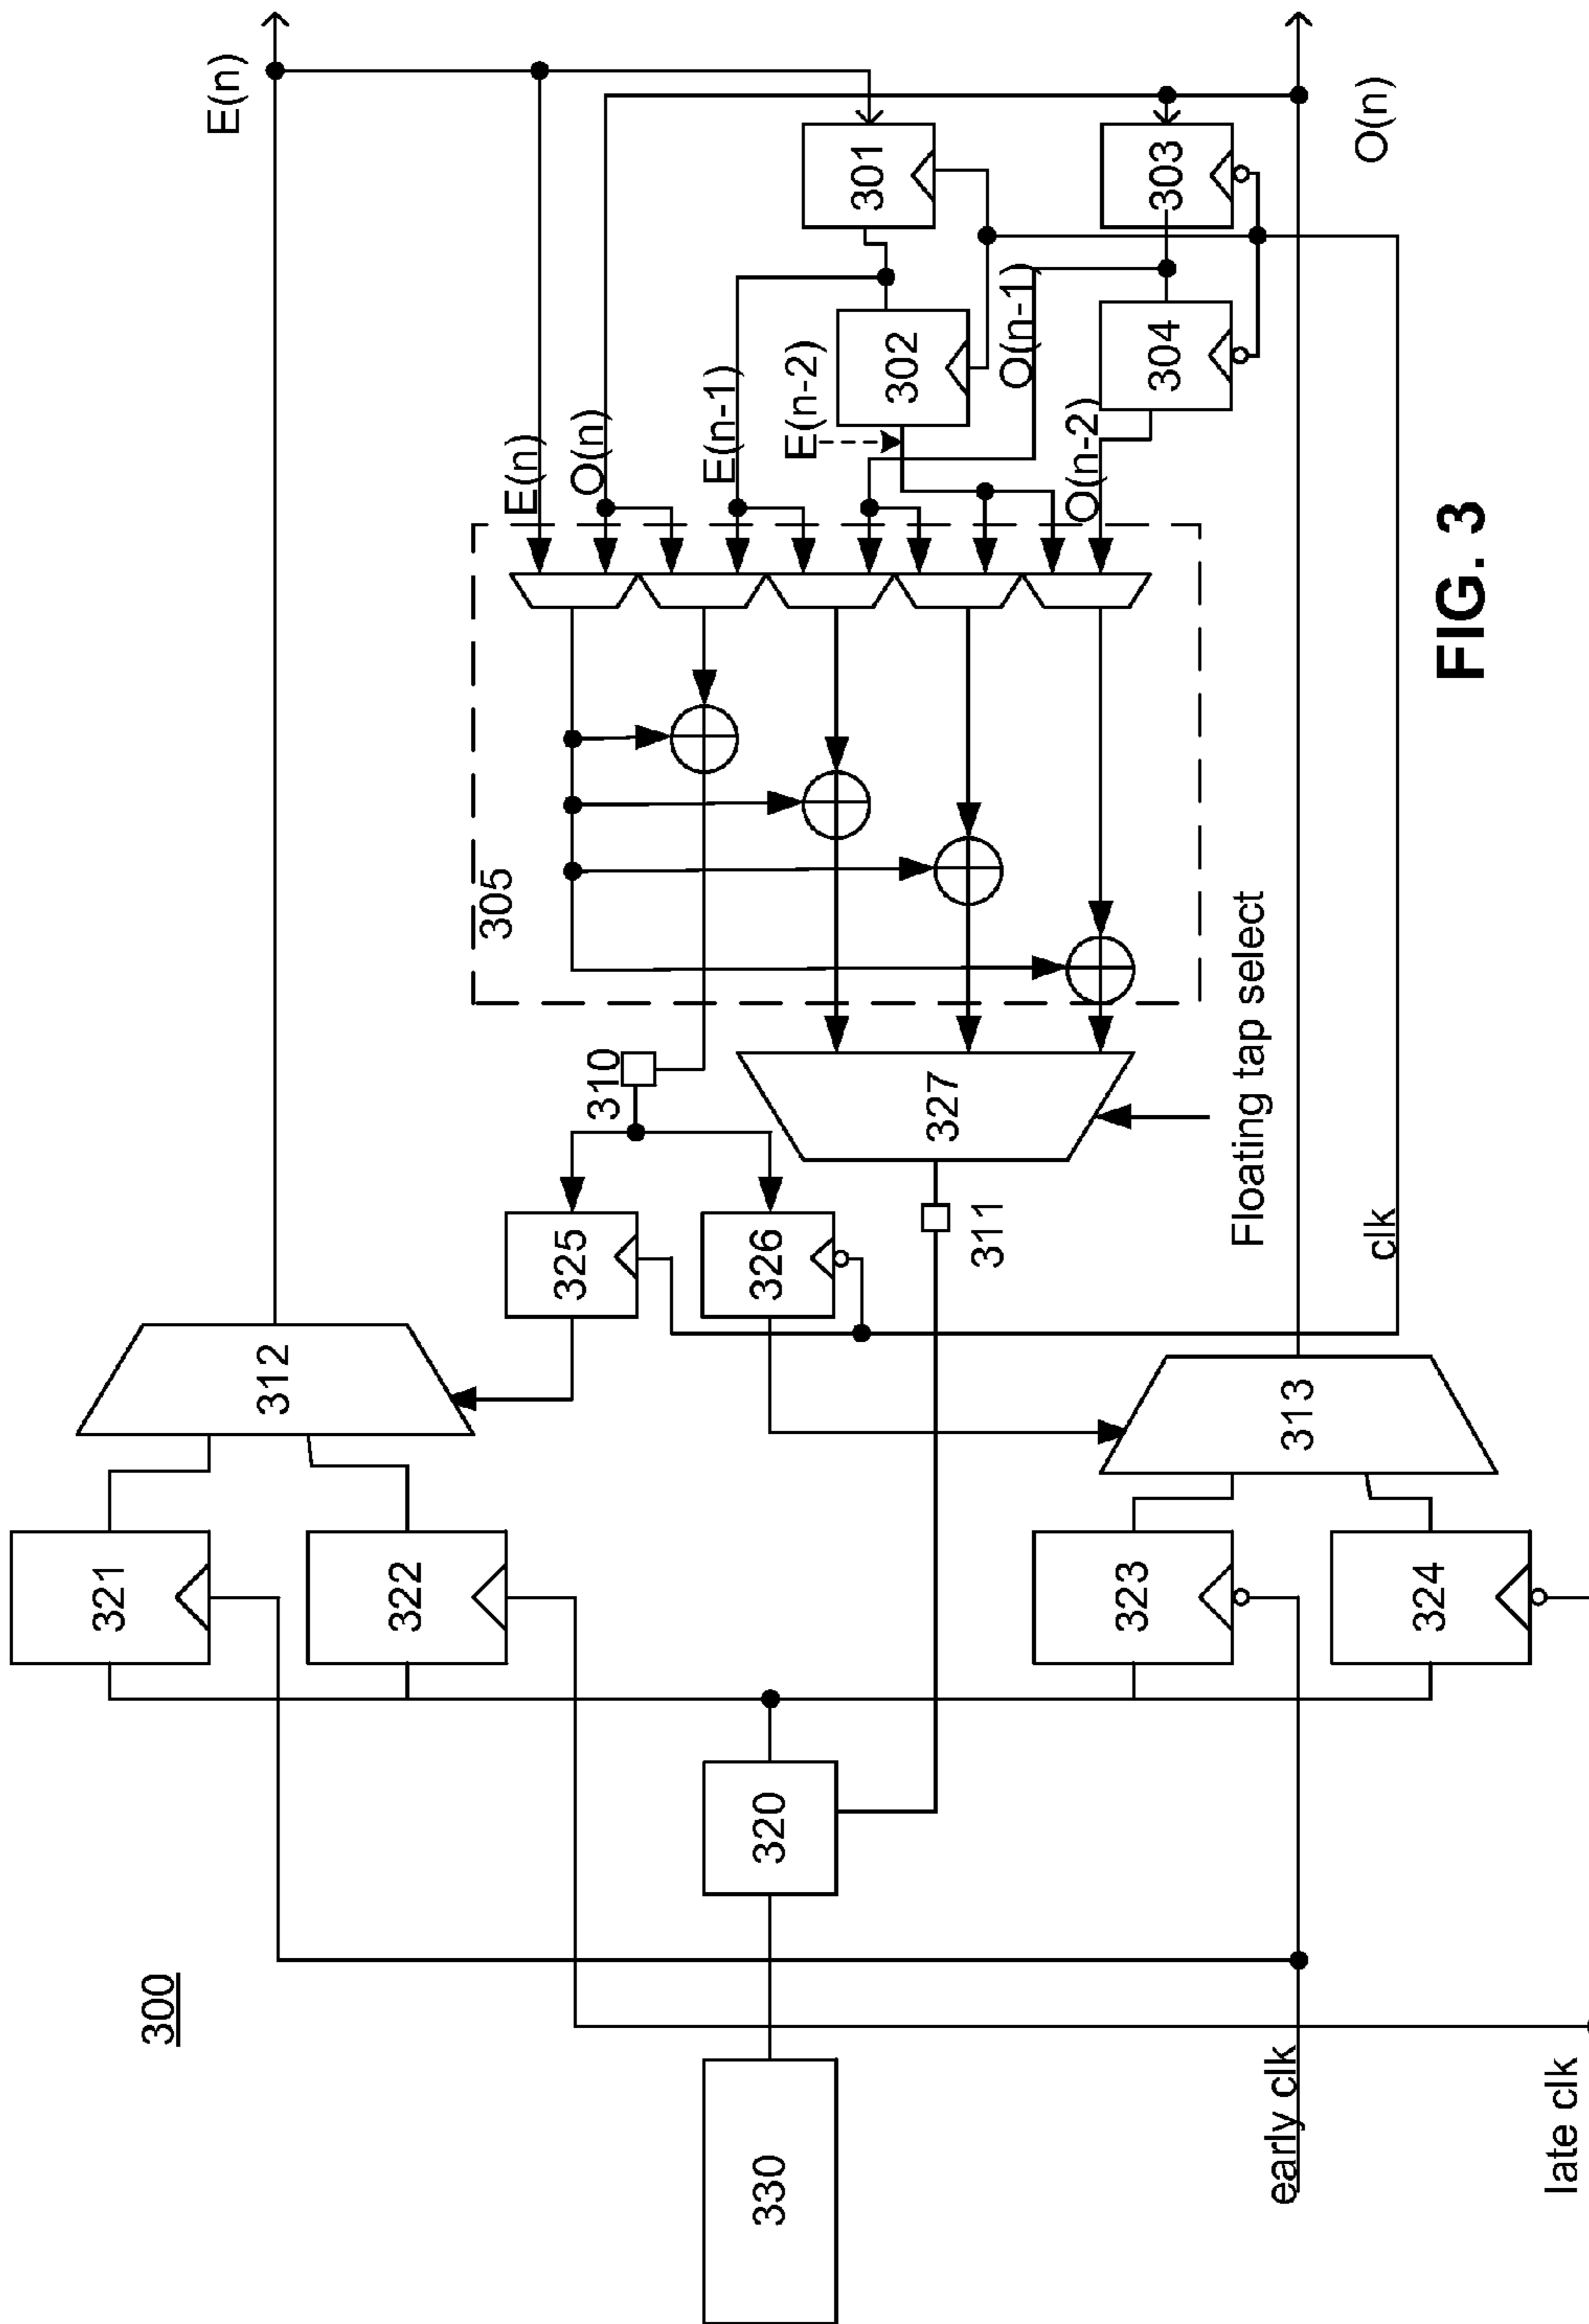 300
330
320
321
322
323
324
312
313
325
326
310
311
327
305
301
302
303
304
E(n)
O(n)
E(n)
O(n)
E(n-1)
E(n-2)
O(n-1)
O(n-2)
Floating tap select
clk
early clk
late clk
FIG. 3